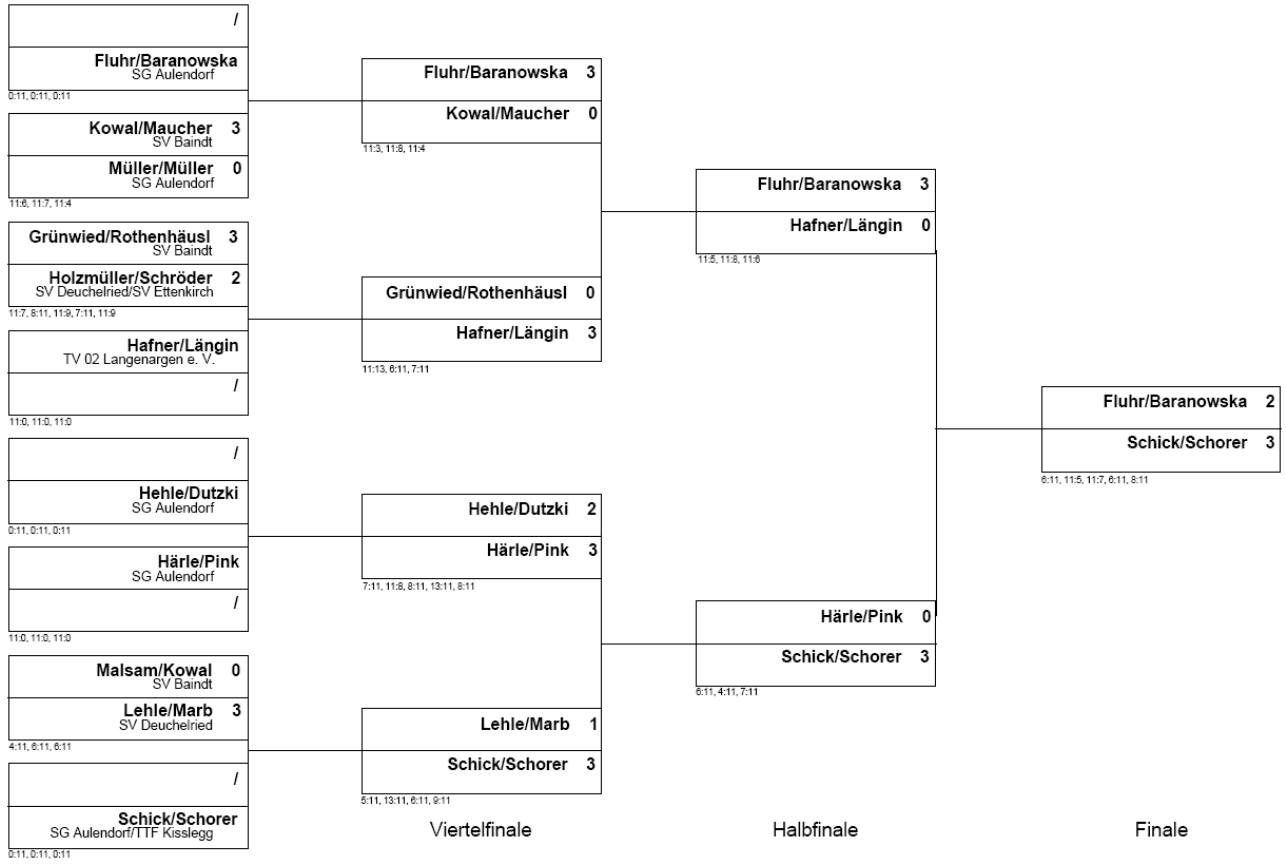 /
Fluhr/Baranowska
SG Aulendorf
0:11, 0:11, 0:11
Kowal/Maucher 3
SV Baindt
Müller/Müller 0
SG Aulendorf
11:6, 11:7, 11:4
Grünwied/Rothenhäusl 3
SV Baindt
Holzmüller/Schröder 2
SV Deuchelried/SV Ettenkirch
11:7, 8:11, 11:9, 7:11, 11:9
Hafner/Längin
TV 02 Langenargen e. V.
/
11:0, 11:0, 11:0
/
Hehle/Dutzki
SG Aulendorf
0:11, 0:11, 0:11
Härle/Pink
SG Aulendorf
/
11:0, 11:0, 11:0
Malsam/Kowal 0
SV Baindt
Lehle/Marb 3
SV Deuchelried
4:11, 6:11, 6:11
/
Schick/Schorer
SG Aulendorf/TTF Kisslegg
0:11, 0:11, 0:11
Fluhr/Baranowska 3
Kowal/Maucher 0
11:3, 11:8, 11:4
Grünwied/Rothenhäusl 0
Hafner/Längin 3
11:13, 6:11, 7:11
Hehle/Dutzki 2
Härle/Pink 3
7:11, 11:8, 8:11, 13:11, 8:11
Lehle/Marb 1
Schick/Schorer 3
5:11, 13:11, 6:11, 9:11
Viertelfinale
Fluhr/Baranowska 3
Hafner/Längin 0
11:5, 11:8, 11:6
Härle/Pink 0
Schick/Schorer 3
6:11, 4:11, 7:11
Halbfinale
Fluhr/Baranowska 2
Schick/Schorer 3
6:11, 11:5, 11:7, 6:11, 8:11
Finale